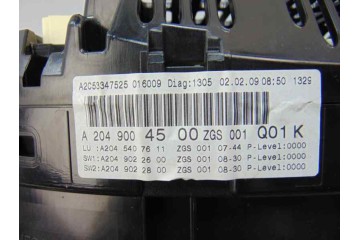 A2053347525 016009 Diag:1305 02.02.09 08:50 1329
A 204 900 45 00 ZGS 001 Q01 K
LU :A204 540 76 11 ZGS 001 07-44 P-Level:0000
SW1:A204 902 26 00 ZGS 001 08-30 P-Level:0000
SW2:A204 902 28 00 ZGS 001 08-30 P-Level:0000